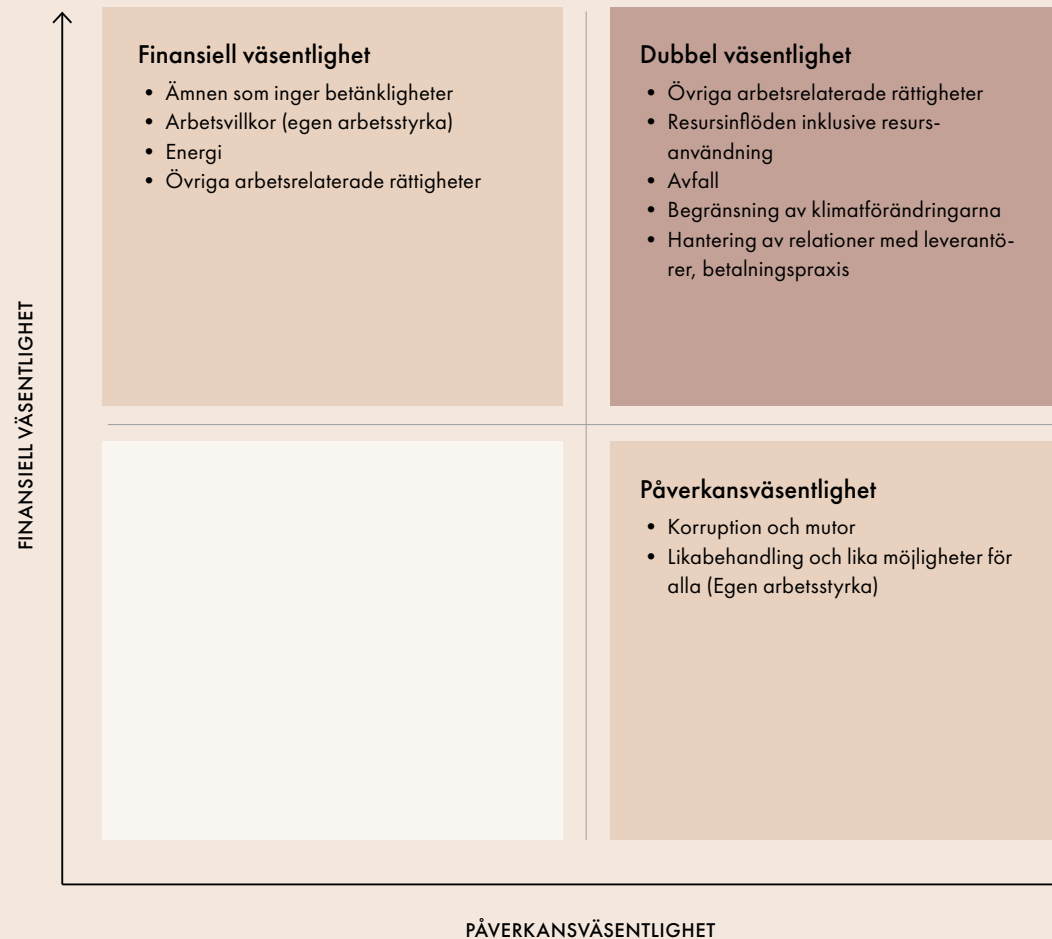 Finansiell väsentlighet
• Ämnen som inger betänkligheter
• Arbetsvillkor (egen arbetsstyrka)
• Energi
• Övriga arbetsrelaterade rättigheter
Dubbel väsentlighet
• Övriga arbetsrelaterade rättigheter
• Resursinflöden inklusive resurs-
användning
• Avfall
• Begränsning av klimatförändringarna
• Hantering av relationer med leverantö-
rer, betalningspraxis
FINANSIELL VÄSENTLIGHET
Påverkansväsentlighet
• Korruption och mutor
• Likabehandling och lika möjligheter för
alla (Egen arbetsstyrka)
PÅVERKANSVÄSENTLIGHET